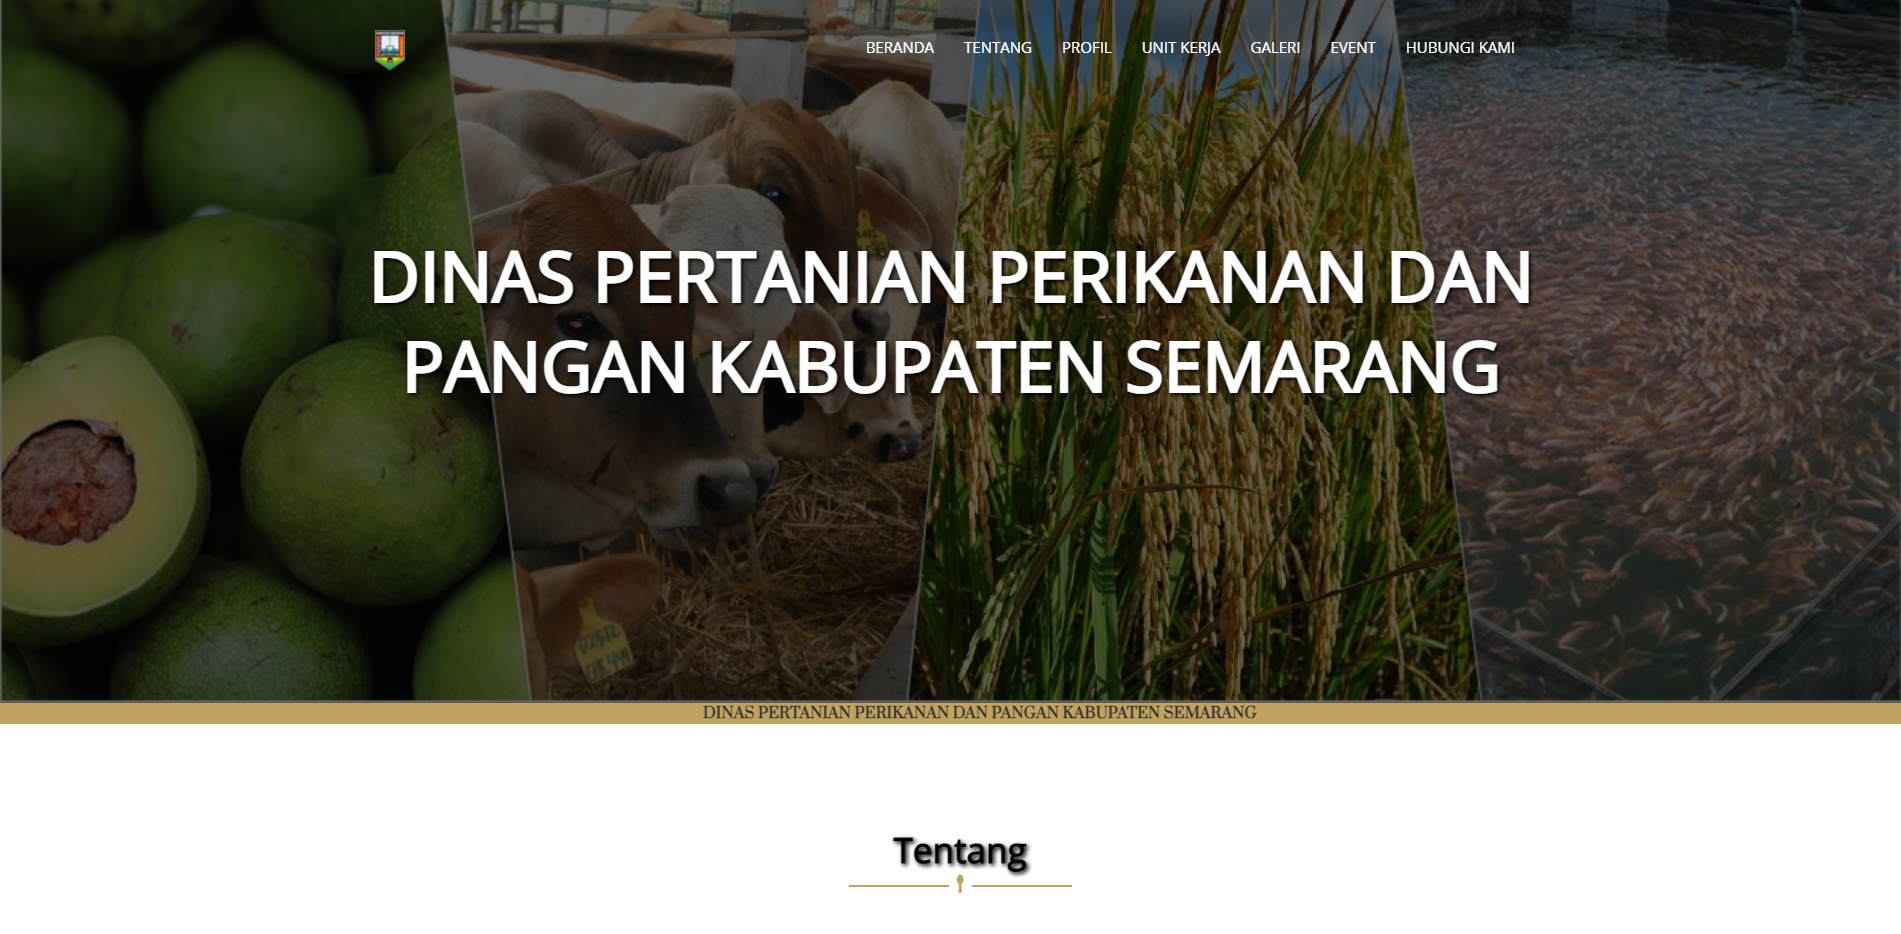 BERANDA TENTANG PROFIL UNIT KERJA GALERI EVENT HUBUNGI KAMI
DINAS PERTANIAN PERIKANAN DAN
PANGAN KABUPATEN SEMARANG
02512
DINAS PERTANIAN PERIKANAN DAN PANGAN KABUPATEN SEMARANG
Tentang